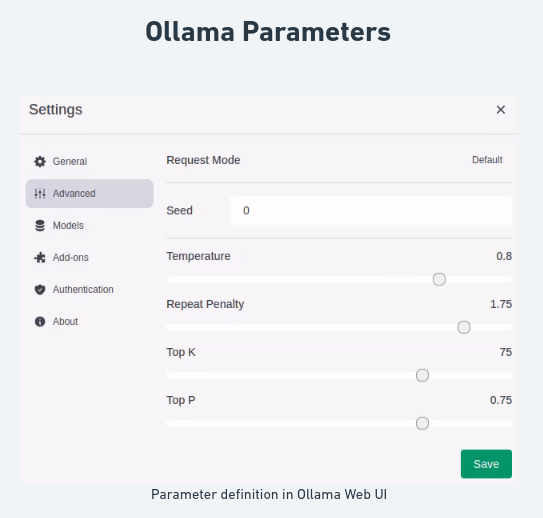 Ollama Parameters
Settings
General
Advanced
Models
Add-ons
Authentication
About
Request Mode Default
Seed 0
Temperature 0.8
Repeat Penalty 1.75
Top K 75
Top P 0.75
Save
Parameter definition in Ollama Web UI